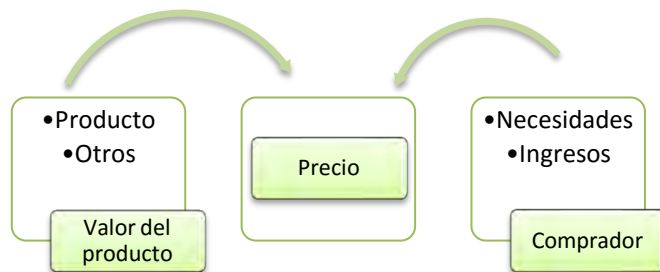 •Producto
•Otros
Valor del
producto
Precio
•Necesidades
•Ingresos
Comprador